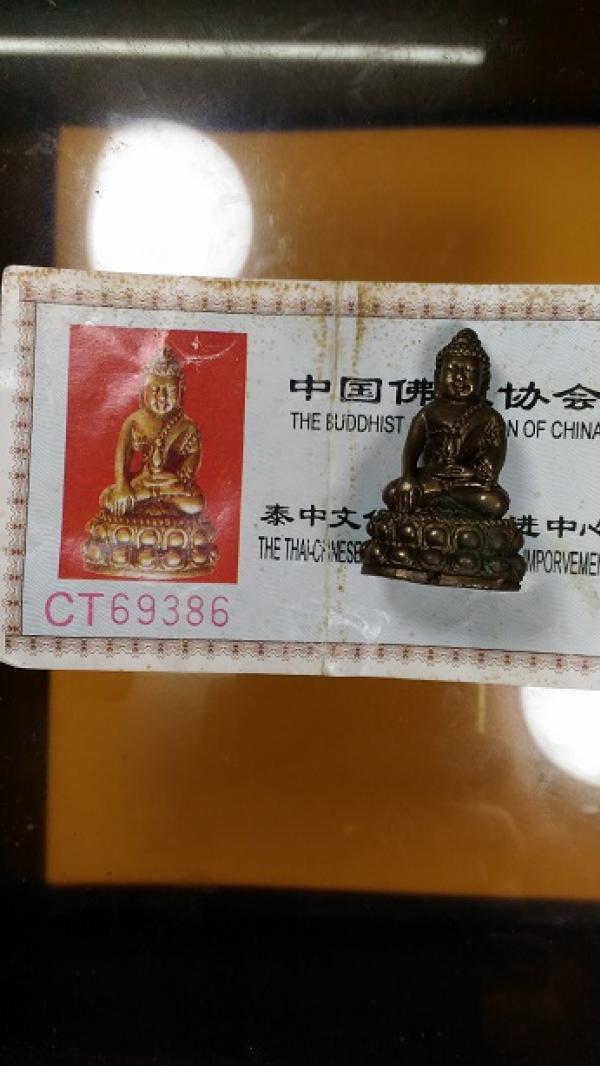 中国佛 协会
THE BUDDHIST N OF CHINA
泰中文 进中心
THE THAI-CHINESE IMPORVEMEN
CT69386